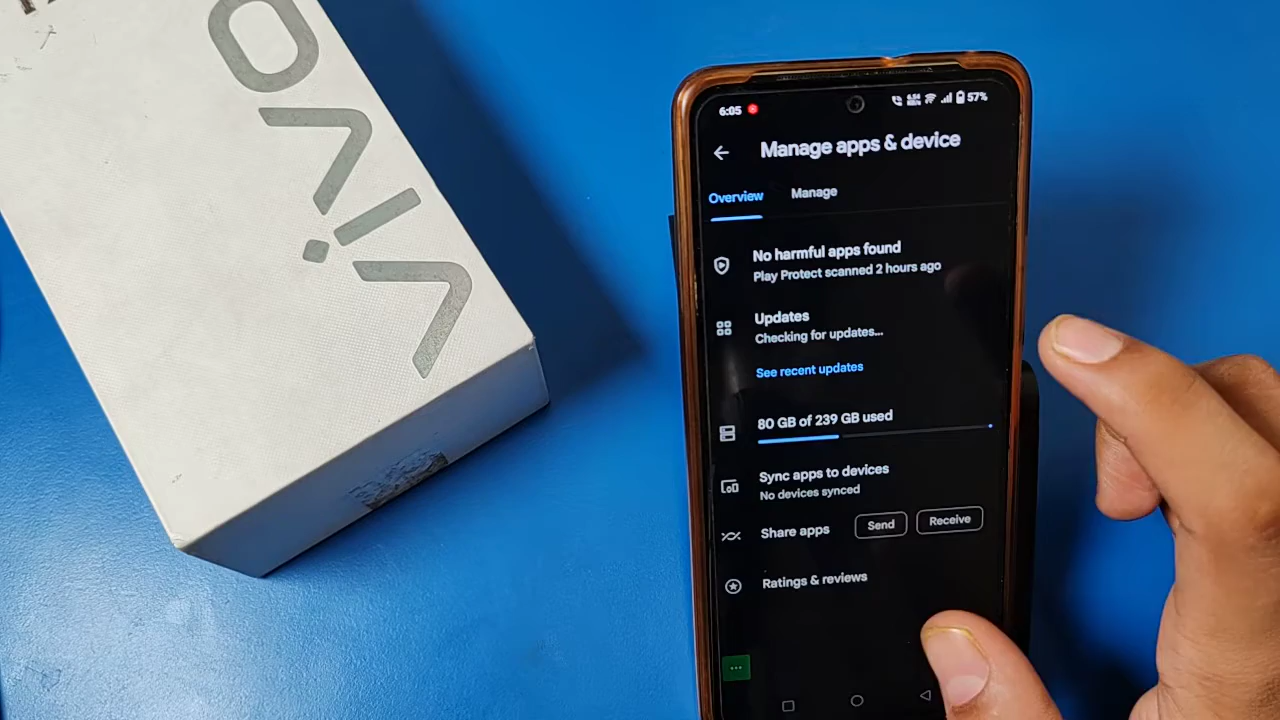 vivo
6:05
57%
Manage apps & device
Overview
Manage
No harmful apps found
Play Protect scanned 2 hours ago
Updates
Checking for updates...
See recent updates
80 GB of 239 GB used
Sync apps to devices
No devices synced
Share apps
Send
Receive
Ratings & reviews